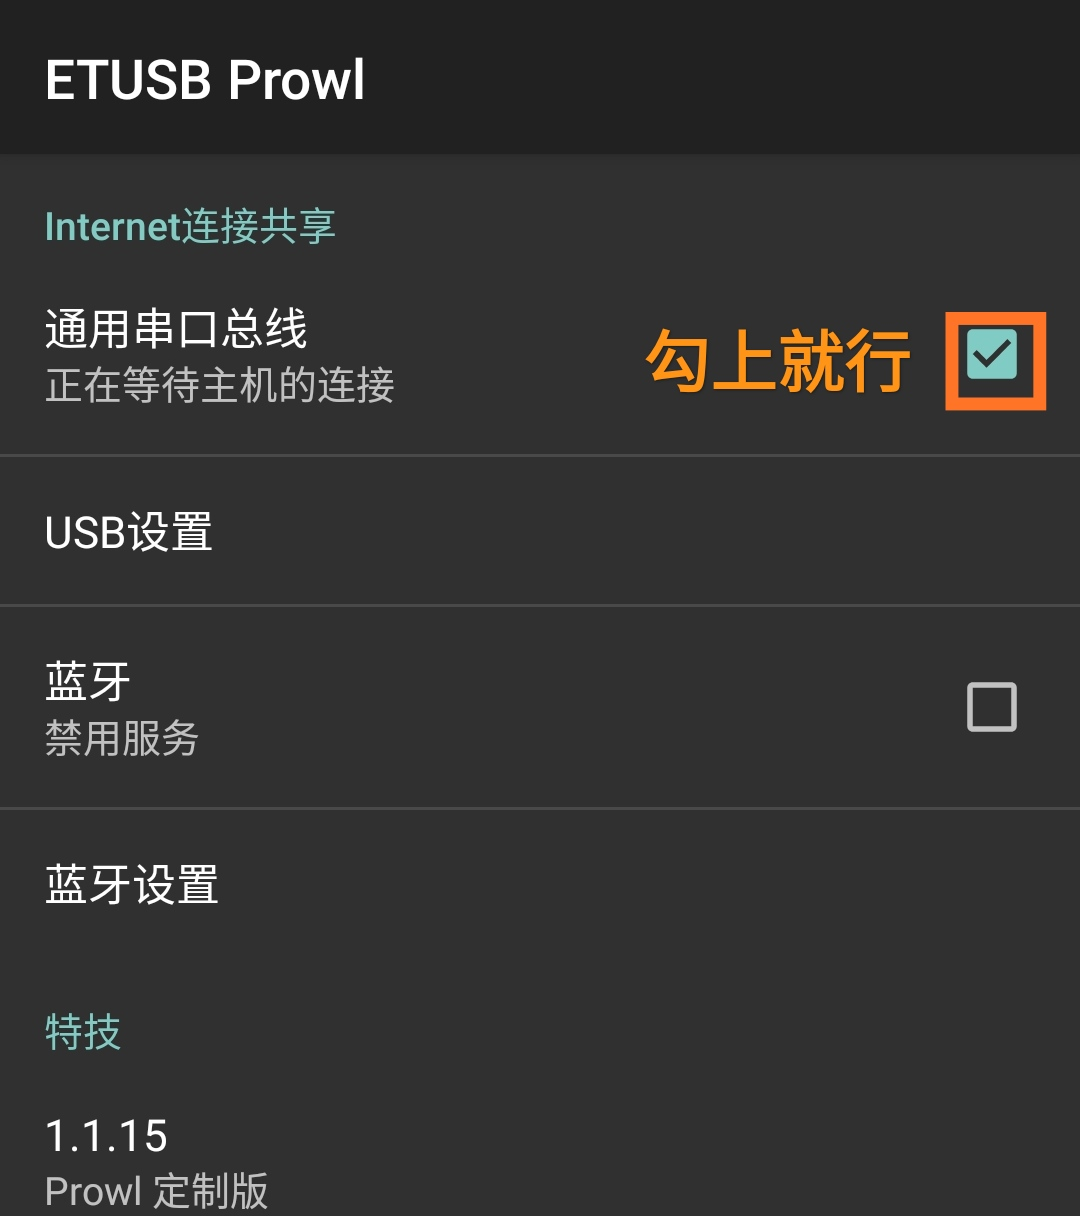 ETUSB Prowl
Internet连接共享
通用串口总线
正在等待主机的连接
勾上就行
USB设置
蓝牙
禁用服务
蓝牙设置
特技
1.1.15
Prowl 定制版